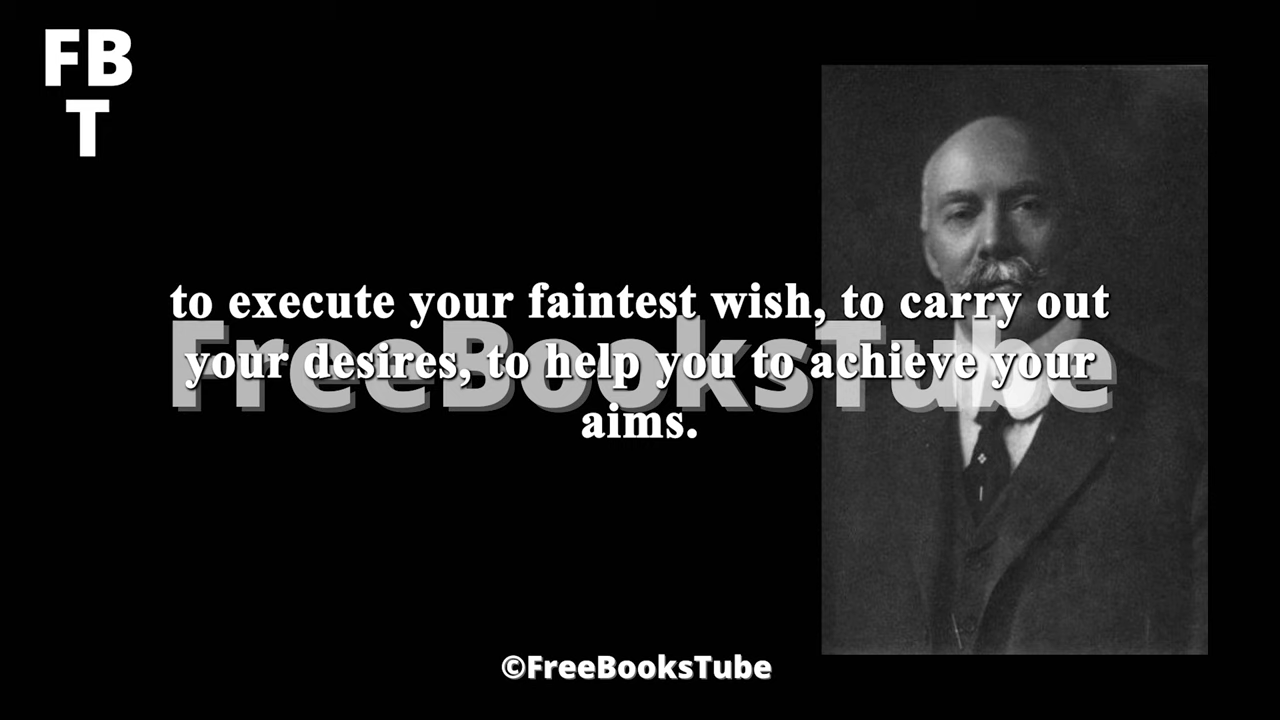 FB
T
to execute your faintest wish, to carry out
your desires, to help you to achieve your
aims.
FreeBooksTube
©FreeBooksTube